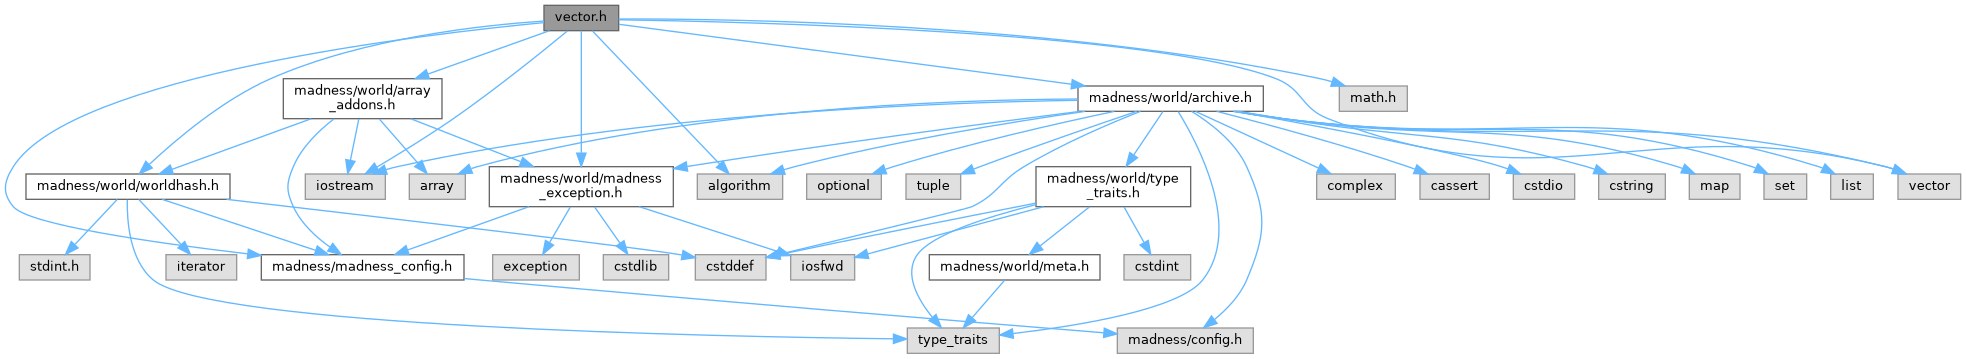 vector.h
madness/world/array
_addons.h
madness/world/archive.h
math.h
madness/world/worldhash.h
iostream
array
madness/world/madness
_exception.h
algorithm
optional
tuple
madness/world/type
_traits.h
complex
cassert
cstdio
cstring
map
set
list
vector
stdint.h
iterator
madness/madness_config.h
exception
cstdlib
cstddef
iosfwd
madness/world/meta.h
cstdint
type_traits
madness/config.h